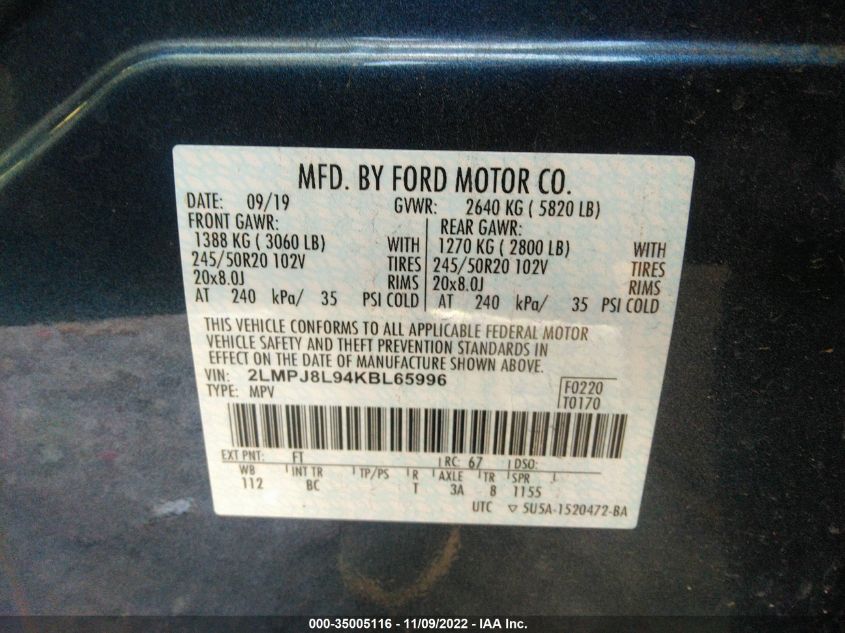 MFD. BY FORD MOTOR CO.
DATE: 09/19 GVWR: 2640 KG ( 5820 LB)
FRONT GAWR: REAR GAWR:
1388 KG ( 3060 LB) WITH 1270 KG ( 2800 LB) WITH
245/50R20 102V TIRES 245/50R20 102V TIRES
20x8.0J RIMS 20x8.0J RIMS
AT 240 kPa/ 35 PSI COLD AT 240 kPa/ 35 PSI COLD
THIS VEHICLE CONFORMS TO ALL APPLICABLE FEDERAL MOTOR
VEHICLE SAFETY AND THEFT PREVENTION STANDARDS IN
EFFECT ON THE DATE OF MANUFACTURE SHOWN ABOVE.
VIN: 2LMPJ8L94KBL65996 F0220
TYPE: MPV T0170
EXT PNT: FT RC: 67 DSO:
WB INT TR TP/PS R AXLE TR SPR
112 BC T 3A 8 1155
UTC ▽ 5U5A-1520472-BA
000-35005116 - 11/09/2022 - IAA Inc.